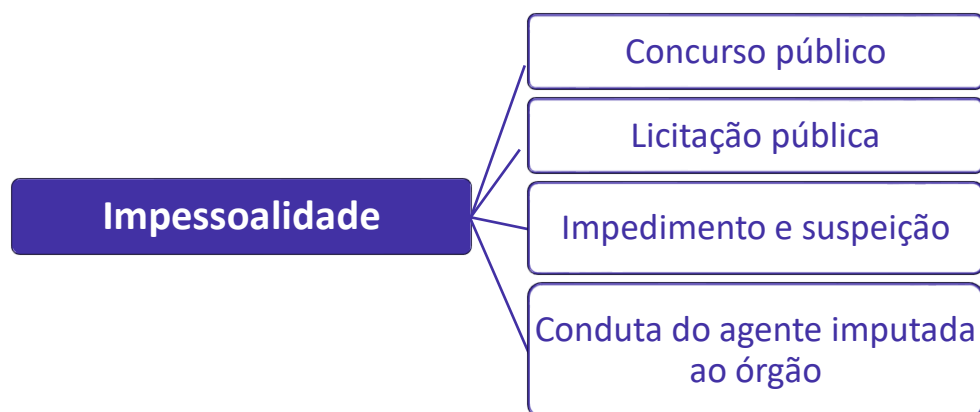 Concurso público
Licitação pública
Impessoalidade
Impedimento e suspeição
Conduta do agente imputada
ao órgão